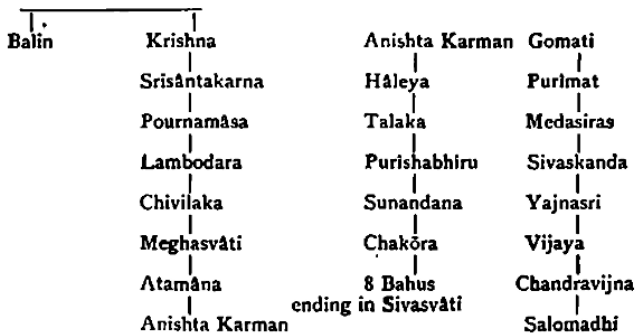 Balin Krishna Anishta Karman Gomati
Srisântakarna Hâleya Purimat
Pournamâsa Talaka Medasiras
Lambodara Purishabhiru Sivaskanda
Chivilaka Sunandana Yajnasri
Meghasvâti Chakōra Vijaya
Atamâna 8 Bahus Chandravijna
ending in Sivasvâti
Anishta Karman Salomadhi